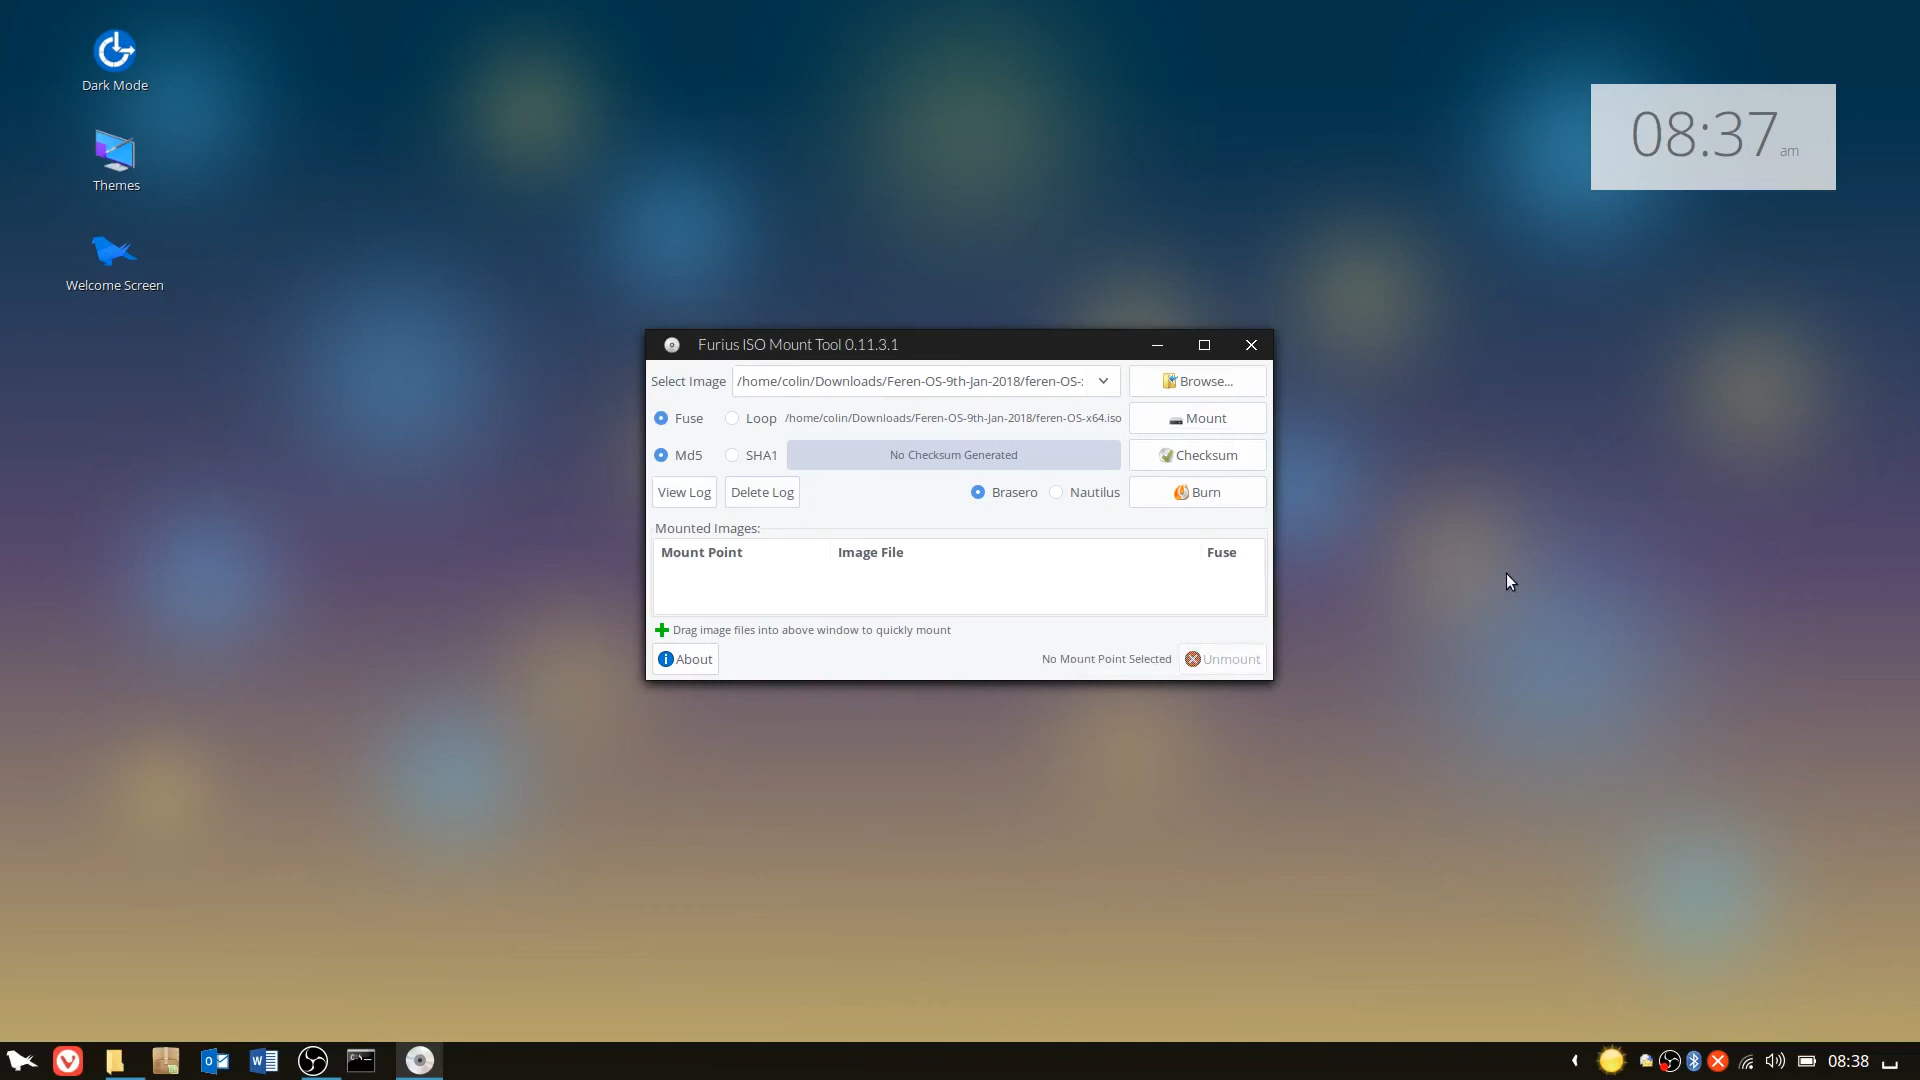 Dark Mode
Themes
Welcome Screen
08:37 am
Furius ISO Mount Tool 0.11.3.1
Select Image /home/colin/Downloads/Feren-OS-9th-Jan-2018/feren-OS-: Browse...
Fuse Loop /home/colin/Downloads/Feren-OS-9th-Jan-2018/feren-OS-x64.iso Mount
Md5 SHA1 No Checksum Generated Checksum
View Log Delete Log Brasero Nautilus Burn
Mounted Images:
Mount Point Image File Fuse
Drag image files into above window to quickly mount
About No Mount Point Selected Unmount
08:38